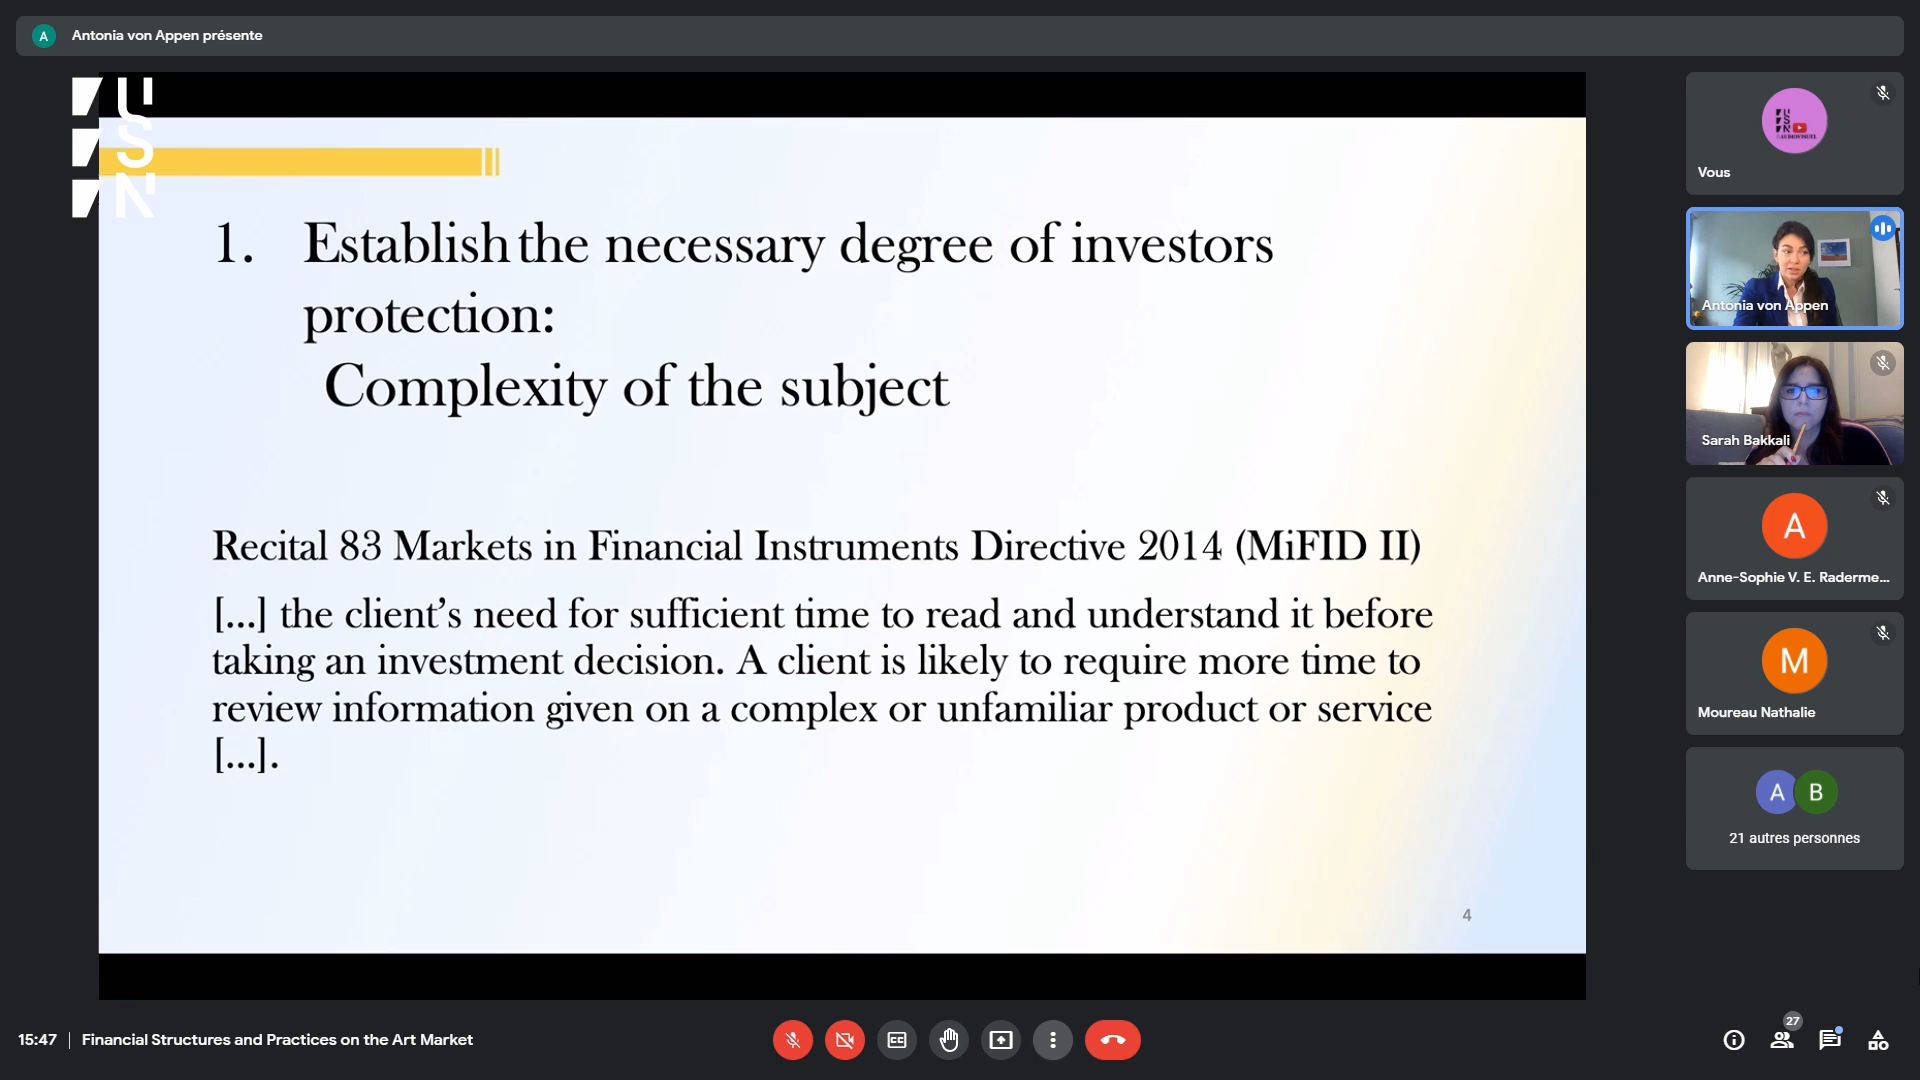 A Antonia von Appen présente
USN
1. Establish the necessary degree of investors
protection:
Complexity of the subject
Recital 83 Markets in Financial Instruments Directive 2014 (MiFID II)
[...] the client’s need for sufficient time to read and understand it before
taking an investment decision. A client is likely to require more time to
review information given on a complex or unfamiliar product or service
[...].
4
USN
AUDIOVISUEL
Vous
Antonia von Appen
Sarah Bakkali
A
Anne-Sophie V. E. Raderme...
M
Moureau Nathalie
A B
21 autres personnes
15:47 | Financial Structures and Practices on the Art Market
CC
27